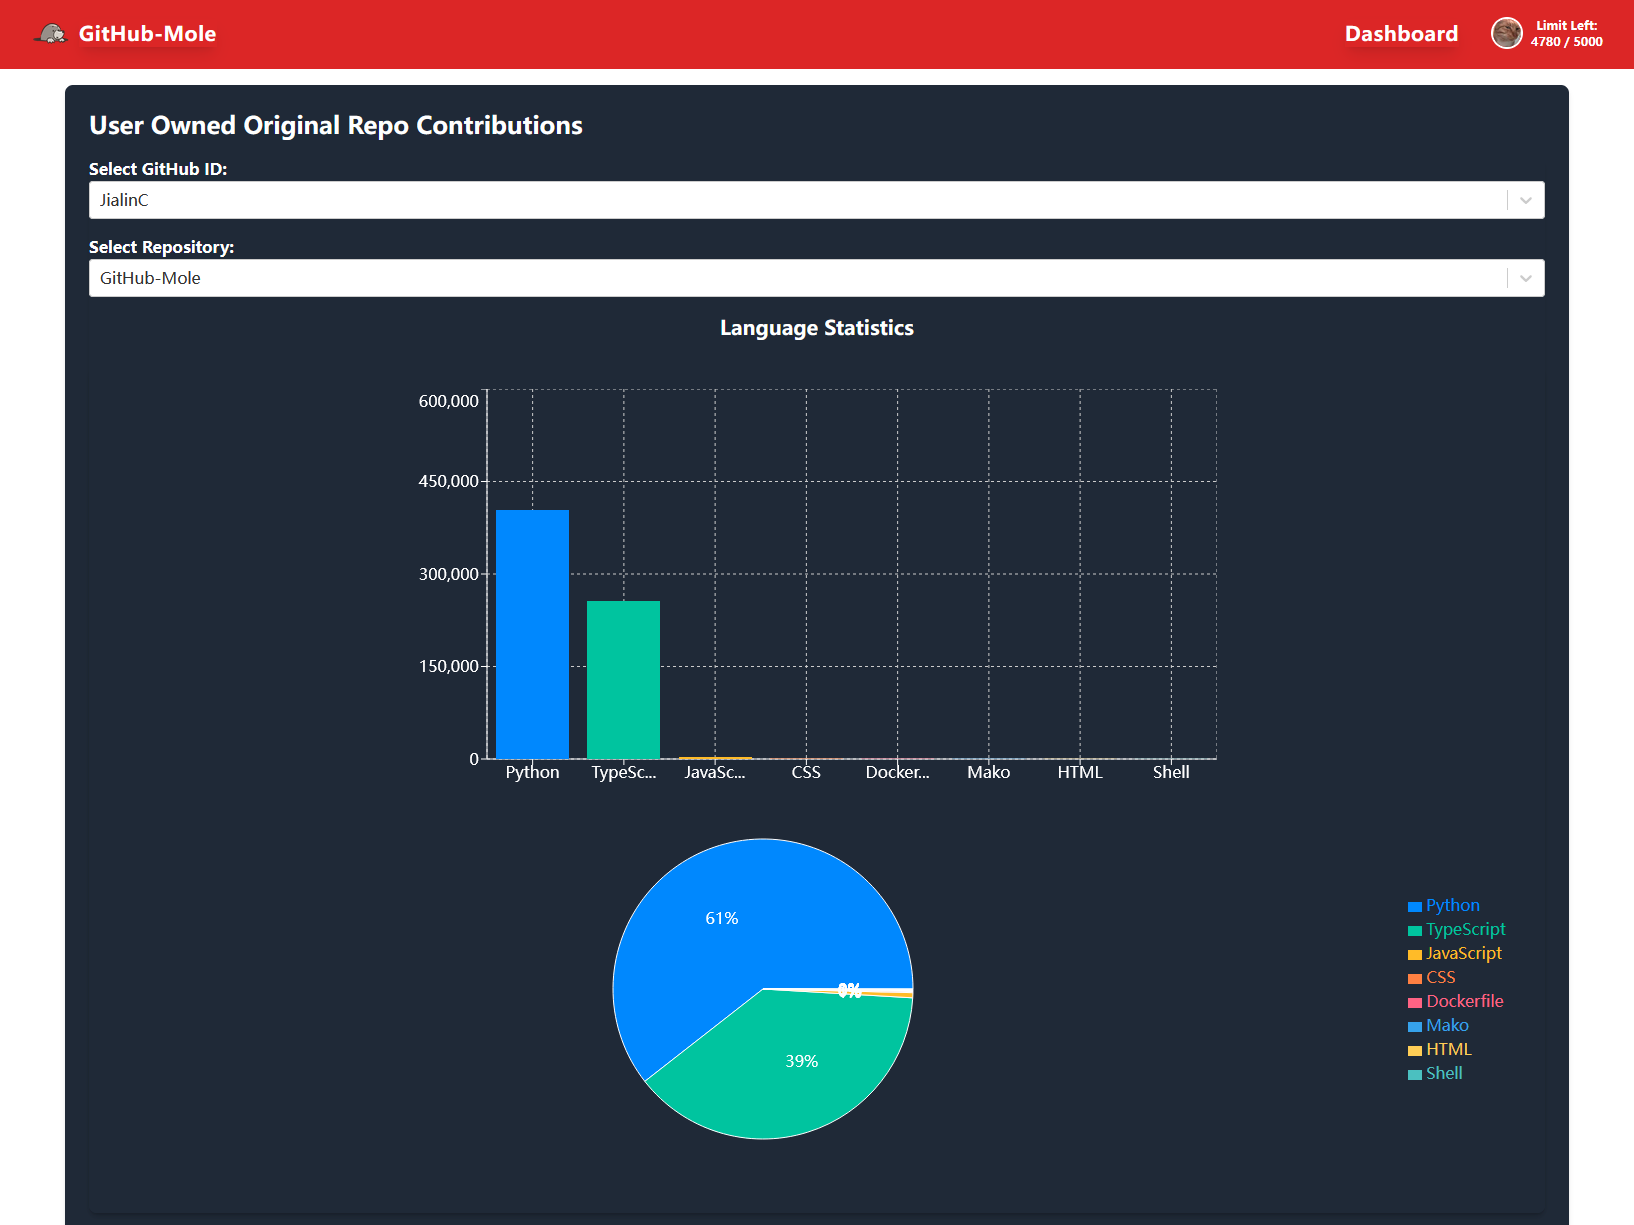 GitHub-Mole
Dashboard
Limit Left:
4780 / 5000
User Owned Original Repo Contributions
Select GitHub ID:
JialinC
Select Repository:
GitHub-Mole
Language Statistics
600,000
450,000
300,000
150,000
0
Python TypeSc... JavaSc... CSS Docker... Mako HTML Shell
61%
39%
Python
TypeScript
JavaScript
CSS
Dockerfile
Mako
HTML
Shell